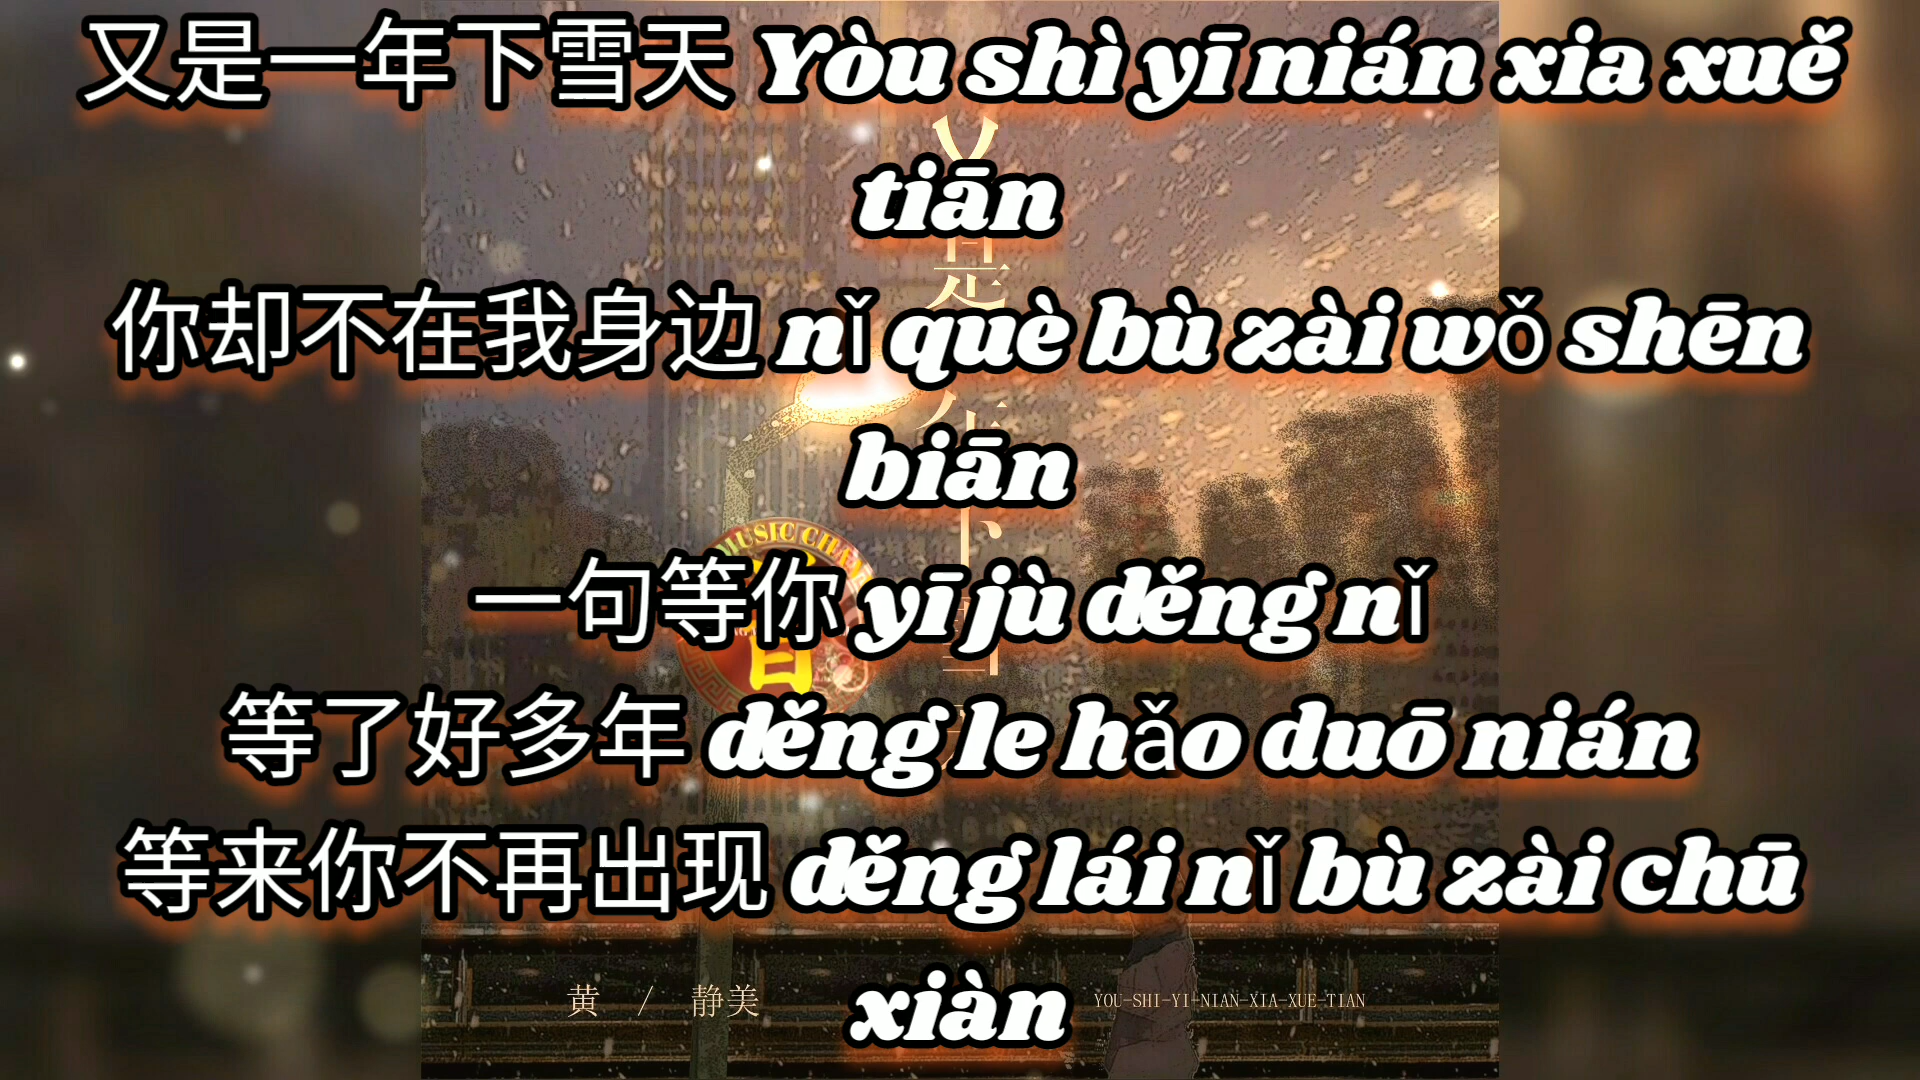 又是一年下雪天 Yòu shì yī nián xia xuě
tiān
你却不在我身边 nǐ què bù zài wǒ shēn
biān
一句等你 yī jù děng nǐ
等了好多年 děng le hǎo duō nián
等来你不再出现 děng lái nǐ bù zài chū
xiàn
黄 / 静美
YOU-SHI-YI-NIAN-XIA-XUE-TIAN